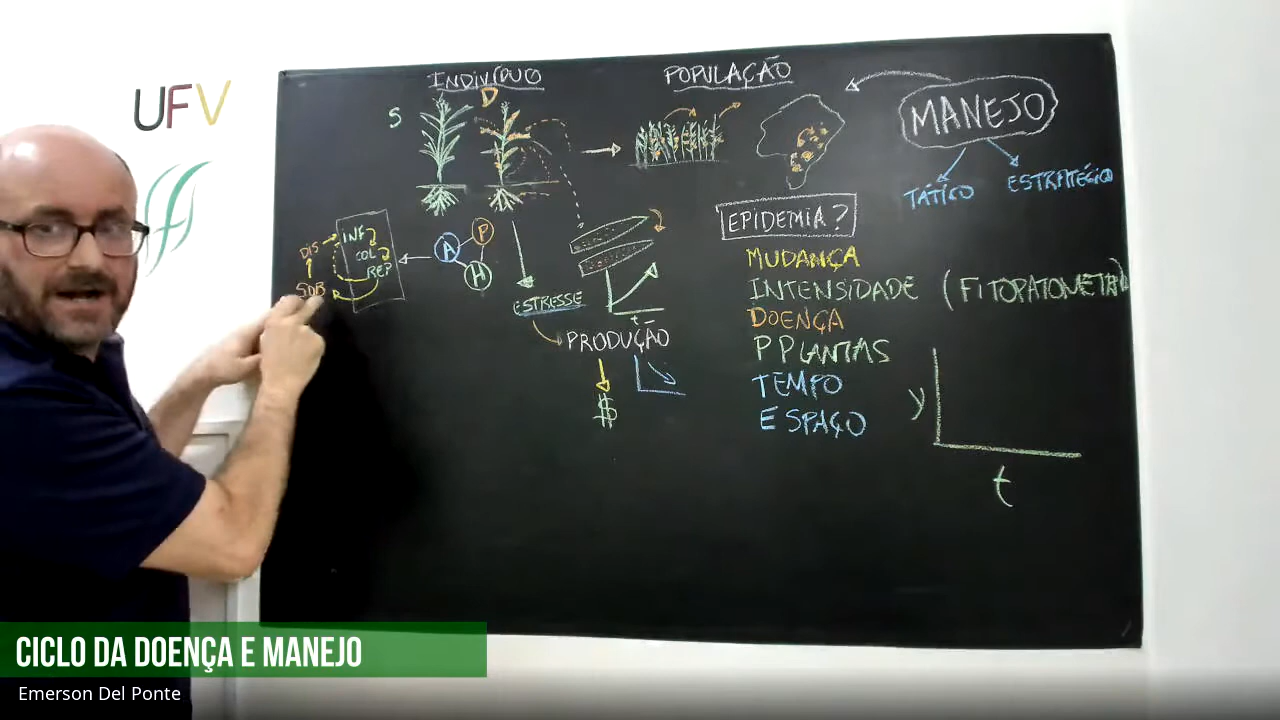 UFV
INDIVÍDUO
POPULAÇÃO
MANEJO
TÁTICO
ESTRATÉGICO
S
D
DIS
INF
COL
REP
SOB
A
P
H
ESTRESSE
t
PRODUÇÃO
$
EPIDEMIA?
MUDANÇA
INTENSIDADE (FITOPATOMETRIA)
DOENÇA
P PLANTAS
TEMPO
ESPAÇO
y
t
CICLO DA DOENÇA E MANEJO
Emerson Del Ponte